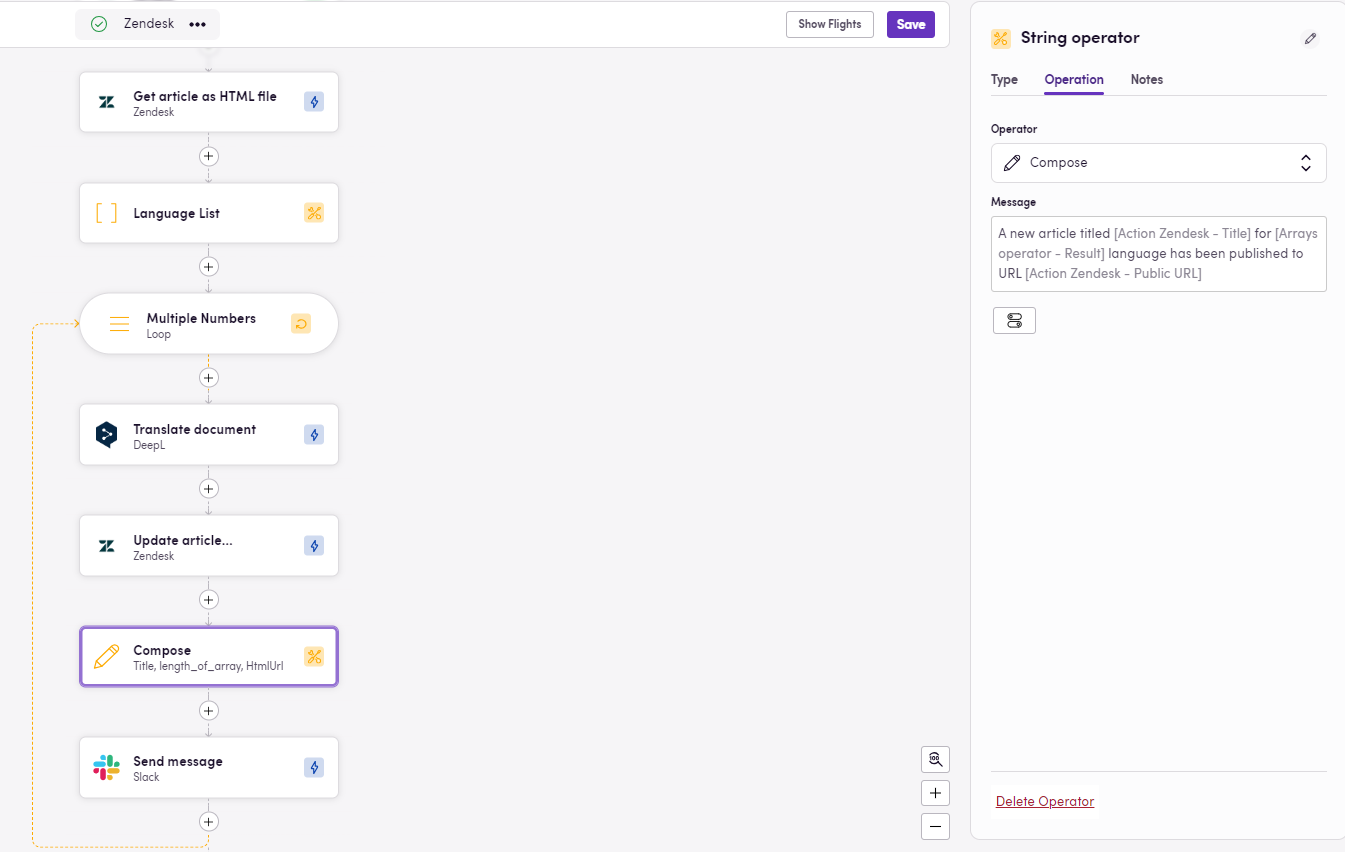 Zendesk
Show Flights
Save
Get article as HTML file
Zendesk
Language List
Multiple Numbers
Loop
Translate document
DeepL
Update article...
Zendesk
Compose
Title, length_of_array, HtmlUrl
Send message
Slack
String operator
Type Operation Notes
Operator
Compose
Message
A new article titled [Action Zendesk - Title] for [Arrays
operator - Result] language has been published to
URL [Action Zendesk - Public URL]
Delete Operator